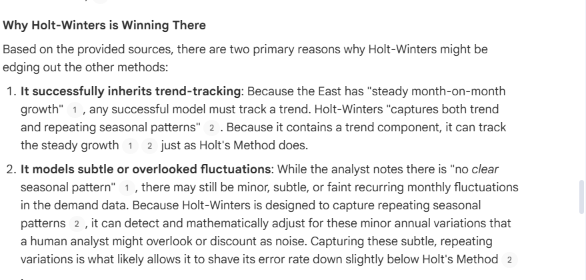 Why Holt-Winters is Winning There
Based on the provided sources, there are two primary reasons why Holt-Winters might be
edging out the other methods:
1. It successfully inherits trend-tracking: Because the East has "steady month-on-month
growth" 1 , any successful model must track a trend. Holt-Winters "captures both trend
and repeating seasonal patterns" 2 . Because it contains a trend component, it can track
the steady growth 1 2 just as Holt's Method does.
2. It models subtle or overlooked fluctuations: While the analyst notes there is "no clear
seasonal pattern" 1 , there may still be minor, subtle, or faint recurring monthly fluctuations
in the demand data. Because Holt-Winters is designed to capture repeating seasonal
patterns 2 , it can detect and mathematically adjust for these minor annual variations that
a human analyst might overlook or discount as noise. Capturing these subtle, repeating
variations is what likely allows it to shave its error rate down slightly below Holt's Method 2